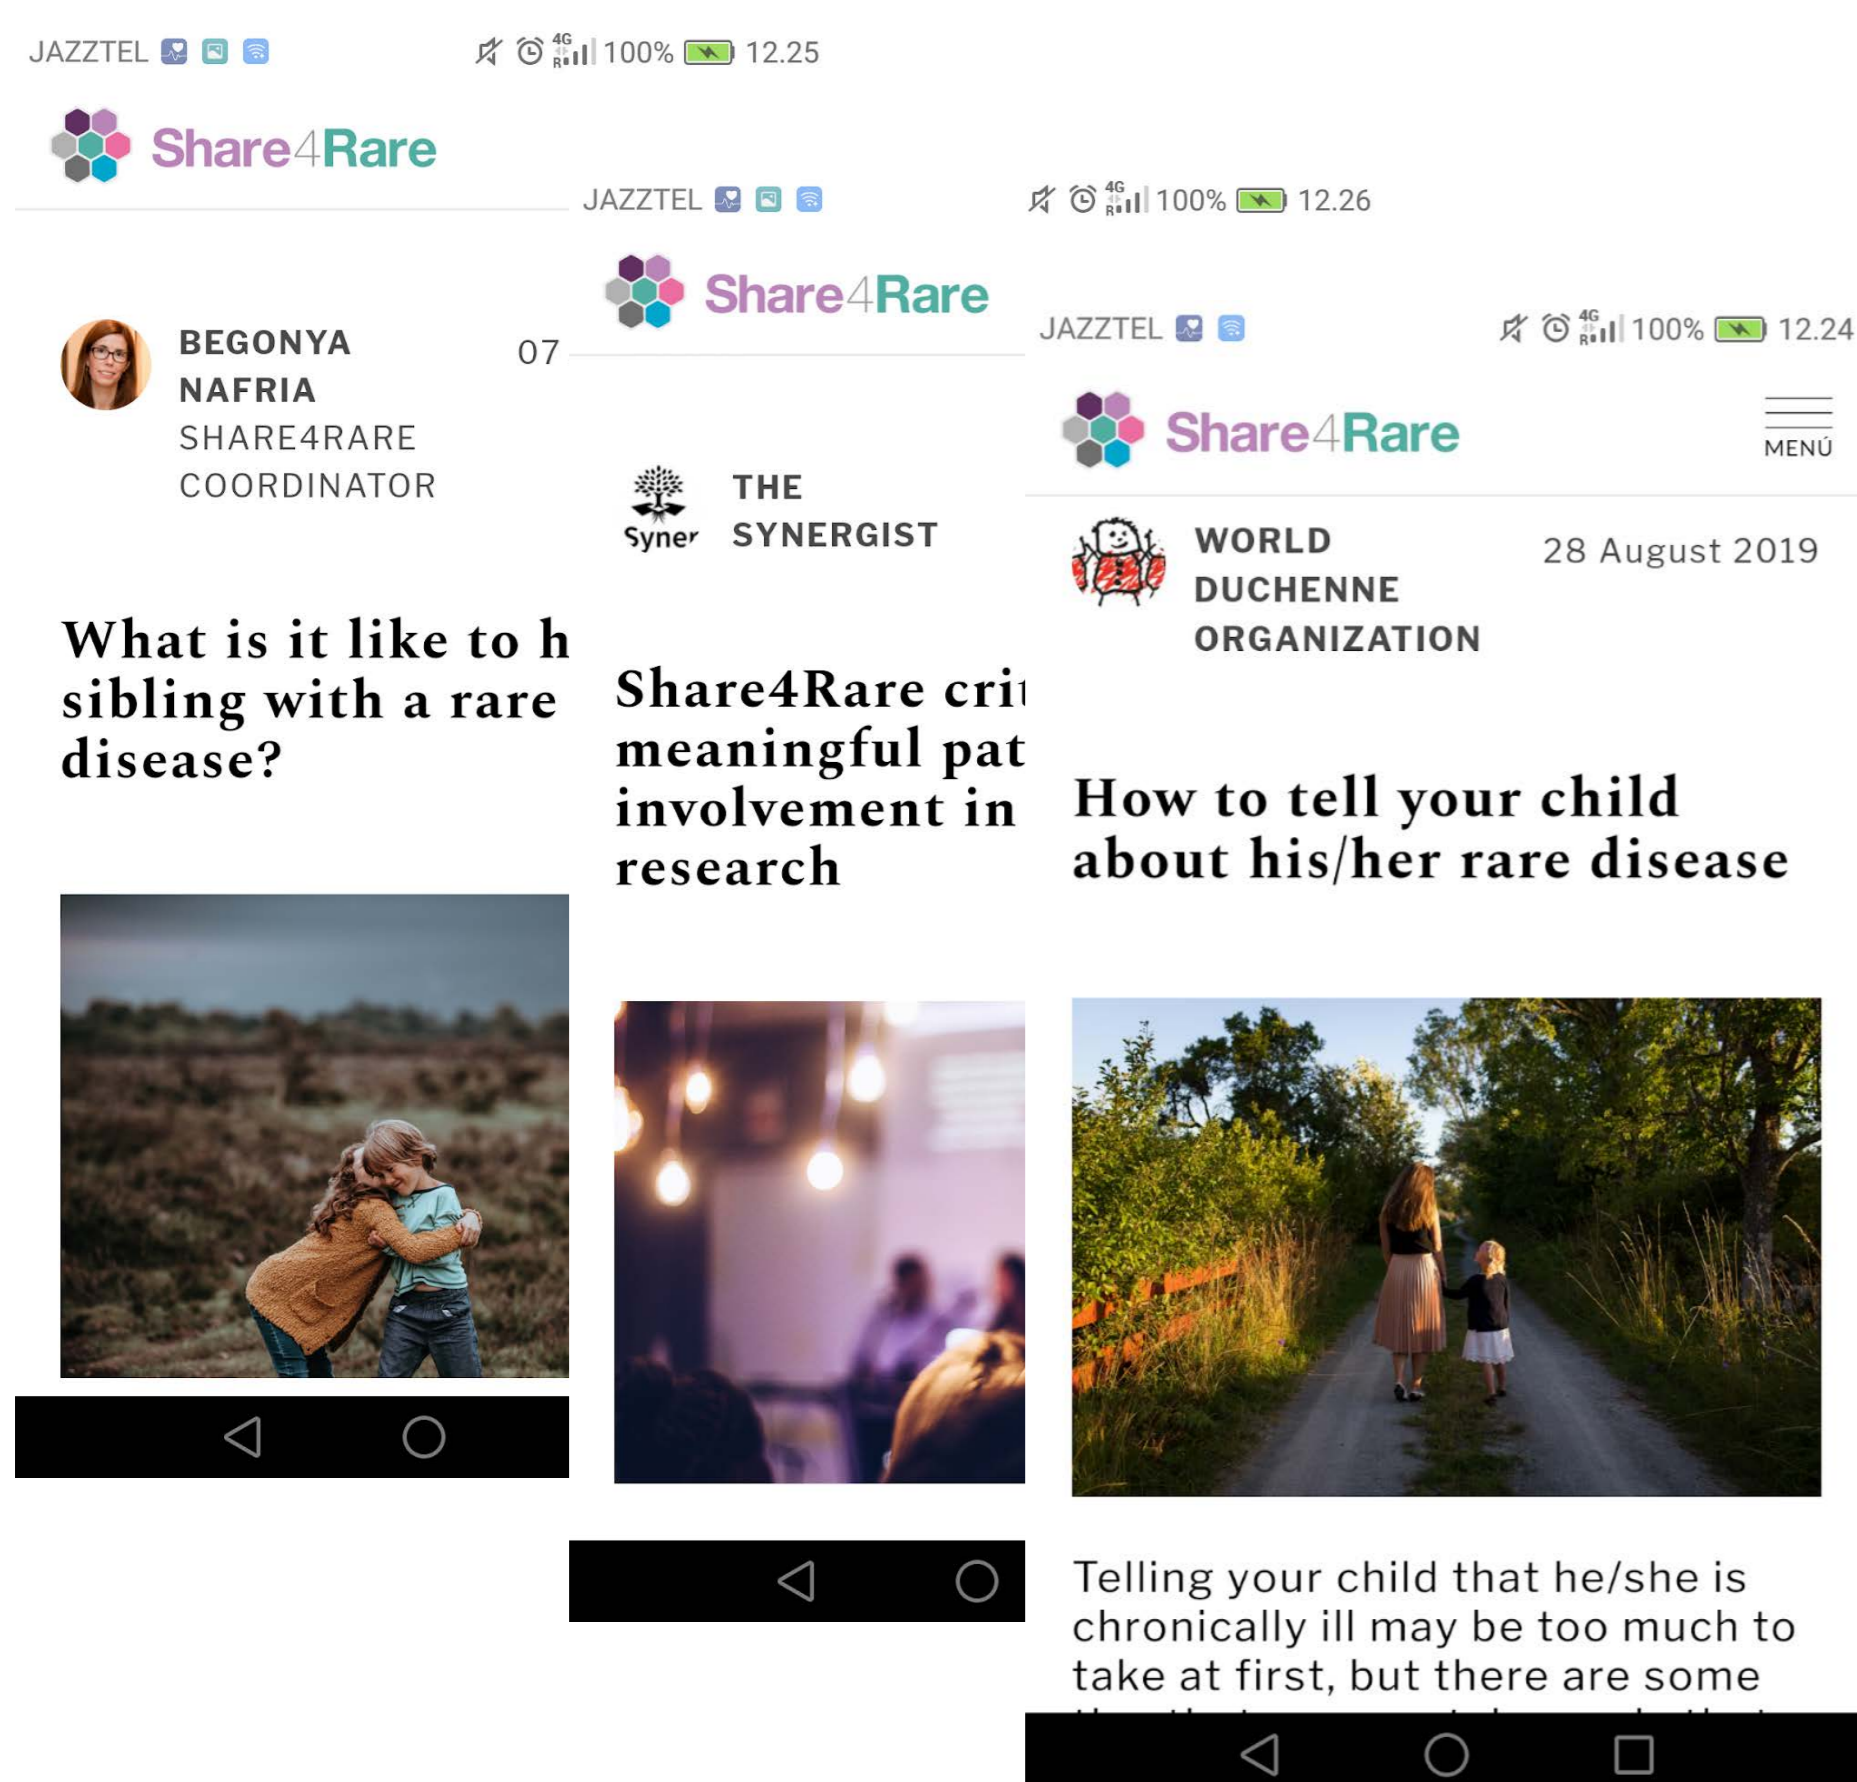 JAZZTEL 4G R 100% 12.25
Share4Rare
BEGONYA
NAFRIA
SHARE4RARE
COORDINATOR
07
What is it like to
sibling with a rare
disease?
JAZZTEL 4G R 100% 12.26
Share4Rare
Syner
THE
SYNERGIST
Share4Rare
meaningful
involvement in
research
JAZZTEL 4G R 100% 12.24
Share4Rare
MENÚ
WORLD
DUCHENNE
ORGANIZATION
28 August 2019
How to tell your child
about his/her rare disease
Telling your child that he/she is
chronically ill may be too much to
take at first, but there are some